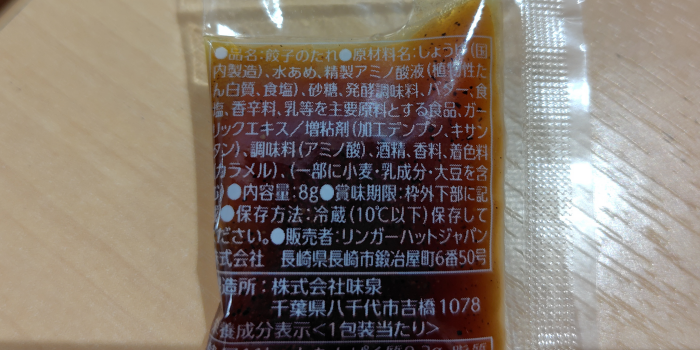 ●品名:餃子のたれ●原材料名:しょうゆ(国
内製造)、水あめ、精製アミノ酸液(植物性た
ん白質、食塩)、砂糖、発酵調味料、バター、食
塩、香辛料、乳等を主要原料とする食品、ガー
リックエキス/増粘剤(加工デンプン、キサン
タン)、調味料(アミノ酸)、酒精、香料、着色料
カラメル)、(一部に小麦・乳成分・大豆を含
●内容量:8g●賞味期限:枠外下部に記
●保存方法:冷蔵(10℃以下)保存して
ださい。●販売者:リンガーハットジャパン
式会社 長崎県長崎市鍛冶屋町6番50号
造所:株式会社味泉
千葉県八千代市吉橋1078
養成分表示<1包装当たり>